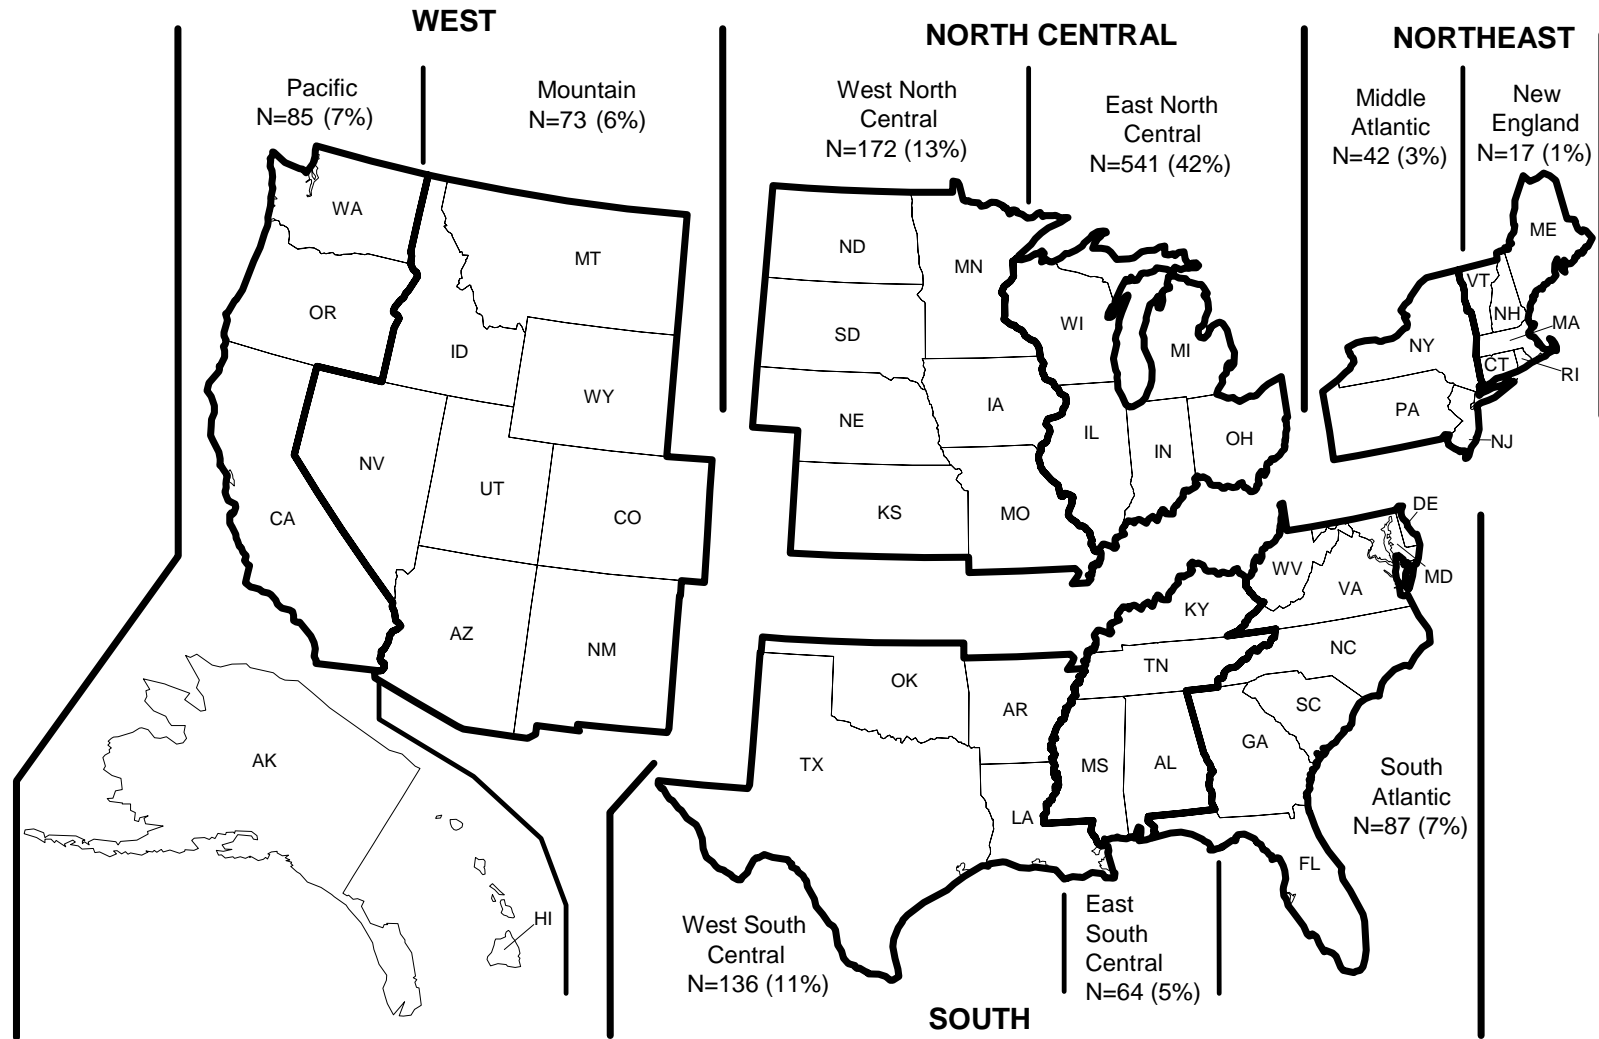 WEST
NORTH CENTRAL
NORTHEAST
Pacific
N=85 (7%)
Mountain
N=73 (6%)
West North
Central
N=172 (13%)
East North
Central
N=541 (42%)
Middle
Atlantic
N=42 (3%)
New
England
N=17 (1%)
WA
OR
CA
NV
ID
MT
WY
UT
CO
AZ
NM
AK
HI
ND
SD
NE
KS
MN
IA
MO
WI
MI
IL
IN
OH
ME
VT
NH
MA
NY
CT
RI
PA
NJ
DE
MD
WV
VA
KY
TN
NC
SC
GA
FL
OK
AR
TX
LA
MS
AL
South
Atlantic
N=87 (7%)
West South
Central
N=136 (11%)
East
South
Central
N=64 (5%)
SOUTH